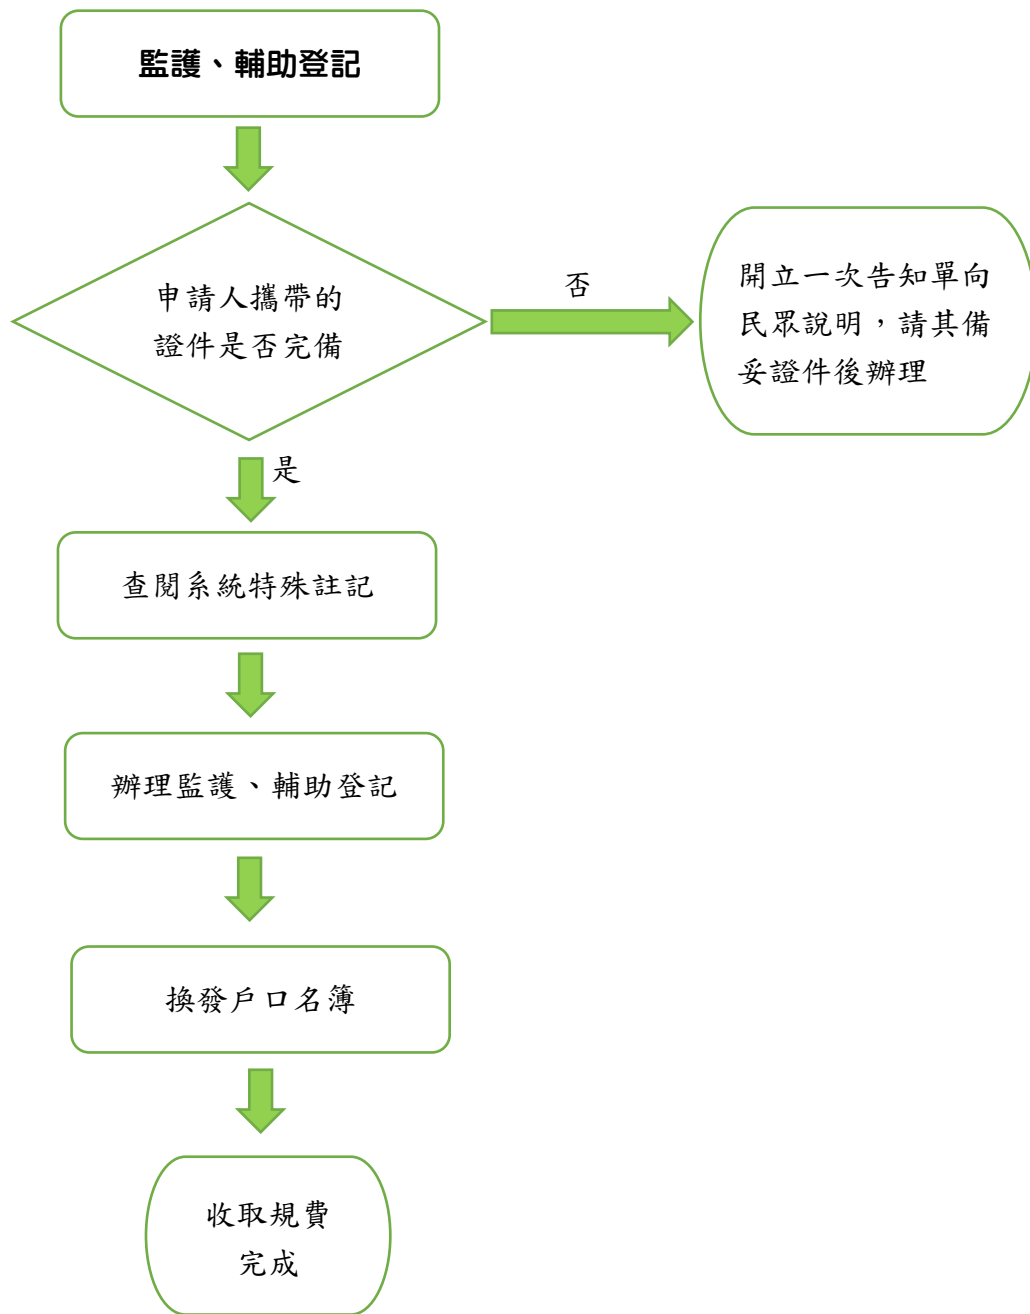 監護、輔助登記
申請人攜帶的
證件是否完備
否
開立一次告知單向
民眾說明，請其備
妥證件後辦理
是
查閱系統特殊註記
辦理監護、輔助登記
換發戶口名簿
收取規費
完成